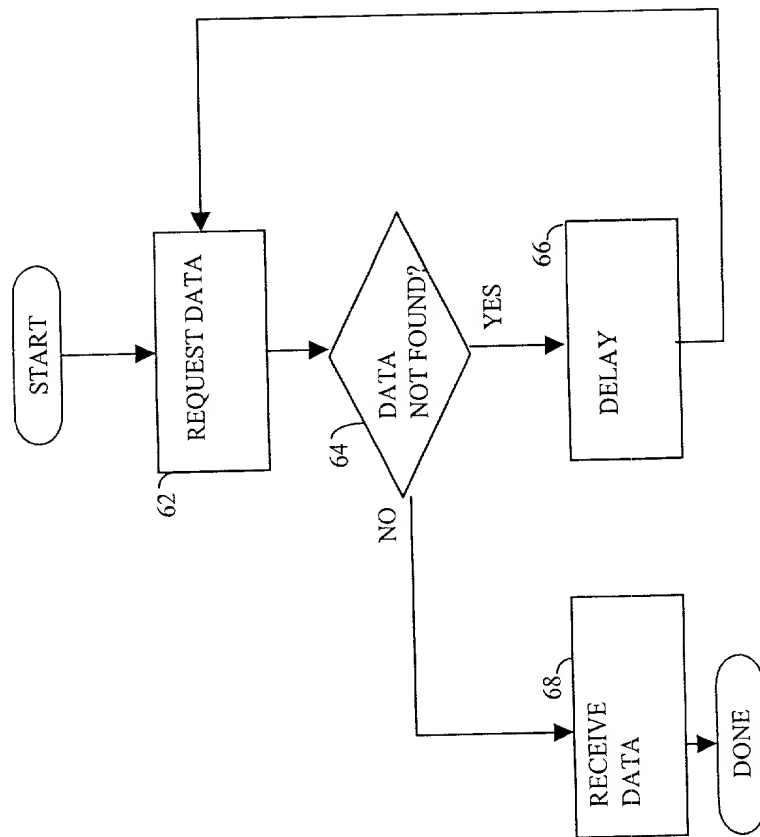 START
REQUEST DATA
62
DATA
NOT FOUND?
64
NO
YES
DELAY
66
RECEIVE
DATA
68
DONE